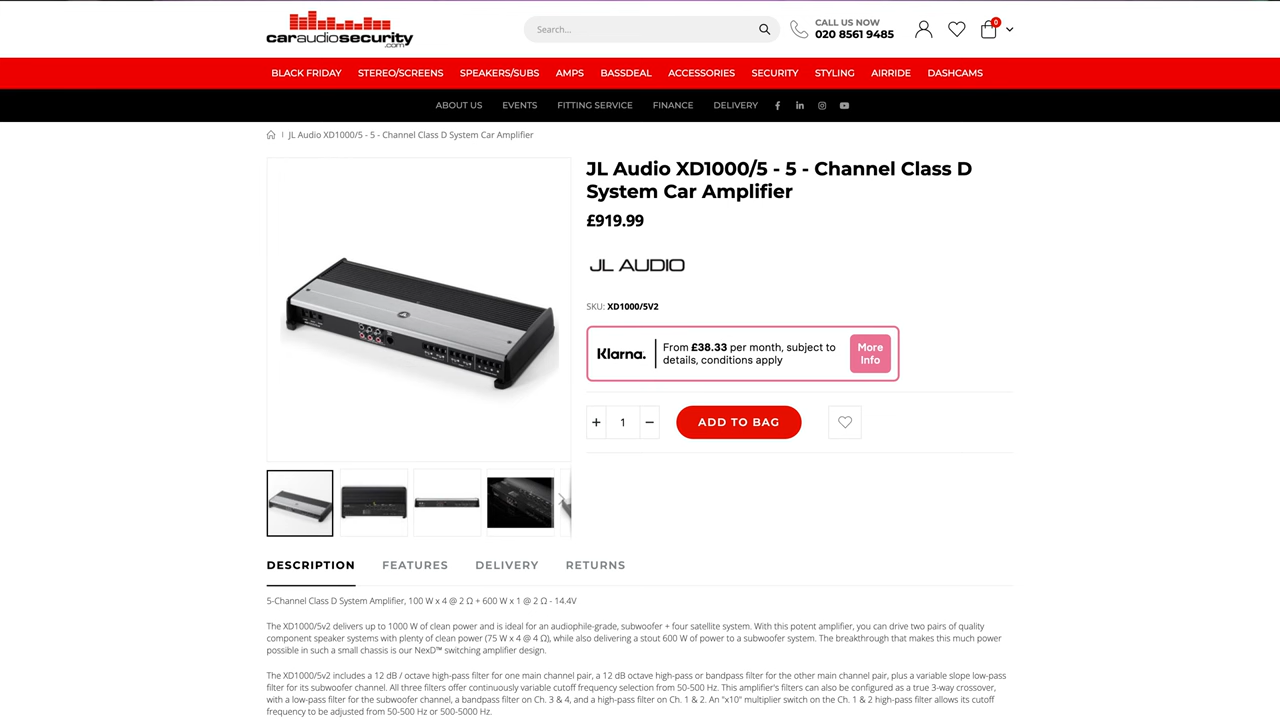 caraudiosecurity
.com
Search...
CALL US NOW
020 8561 9485
0
BLACK FRIDAY STEREO/SCREENS SPEAKERS/SUBS AMPS BASSDEAL ACCESSORIES SECURITY STYLING AIRRIDE DASHCAMS
ABOUT US EVENTS FITTING SERVICE FINANCE DELIVERY
JL Audio XD1000/5 - 5 - Channel Class D System Car Amplifier
JL Audio XD1000/5 - 5 - Channel Class D
System Car Amplifier
£919.99
JL AUDIO
SKU: XD1000/5V2
Klarna.
From £38.33 per month, subject to
details, conditions apply
More
Info
+ 1 −
ADD TO BAG
DESCRIPTION FEATURES DELIVERY RETURNS
5-Channel Class D System Amplifier, 100 W x 4 @ 2 Ω + 600 W x 1 @ 2 Ω - 14.4V
The XD1000/5v2 delivers up to 1000 W of clean power and is ideal for an audiophile-grade, subwoofer + four satellite system. With this potent amplifier, you can drive two pairs of quality
component speaker systems with plenty of clean power (75 W x 4 @ 4 Ω), while also delivering a stout 600 W of power to a subwoofer system. The breakthrough that makes this much power
possible in such a small chassis is our NexD™ switching amplifier design.
The XD1000/5v2 includes a 12 dB / octave high-pass filter for one main channel pair, a 12 dB octave high-pass or bandpass filter for the other main channel pair, plus a variable slope low-pass
filter for its subwoofer channel. All three filters offer continuously variable cutoff frequency selection from 50-500 Hz. This amplifier's filters can also be configured as a true 3-way crossover,
with a low-pass filter for the subwoofer channel, a bandpass filter on Ch. 3 & 4, and a high-pass filter on Ch. 1 & 2. An "x10" multiplier switch on the Ch. 1 & 2 high-pass filter allows its cutoff
frequency to be adjusted from 50-500 Hz or 500-5000 Hz.